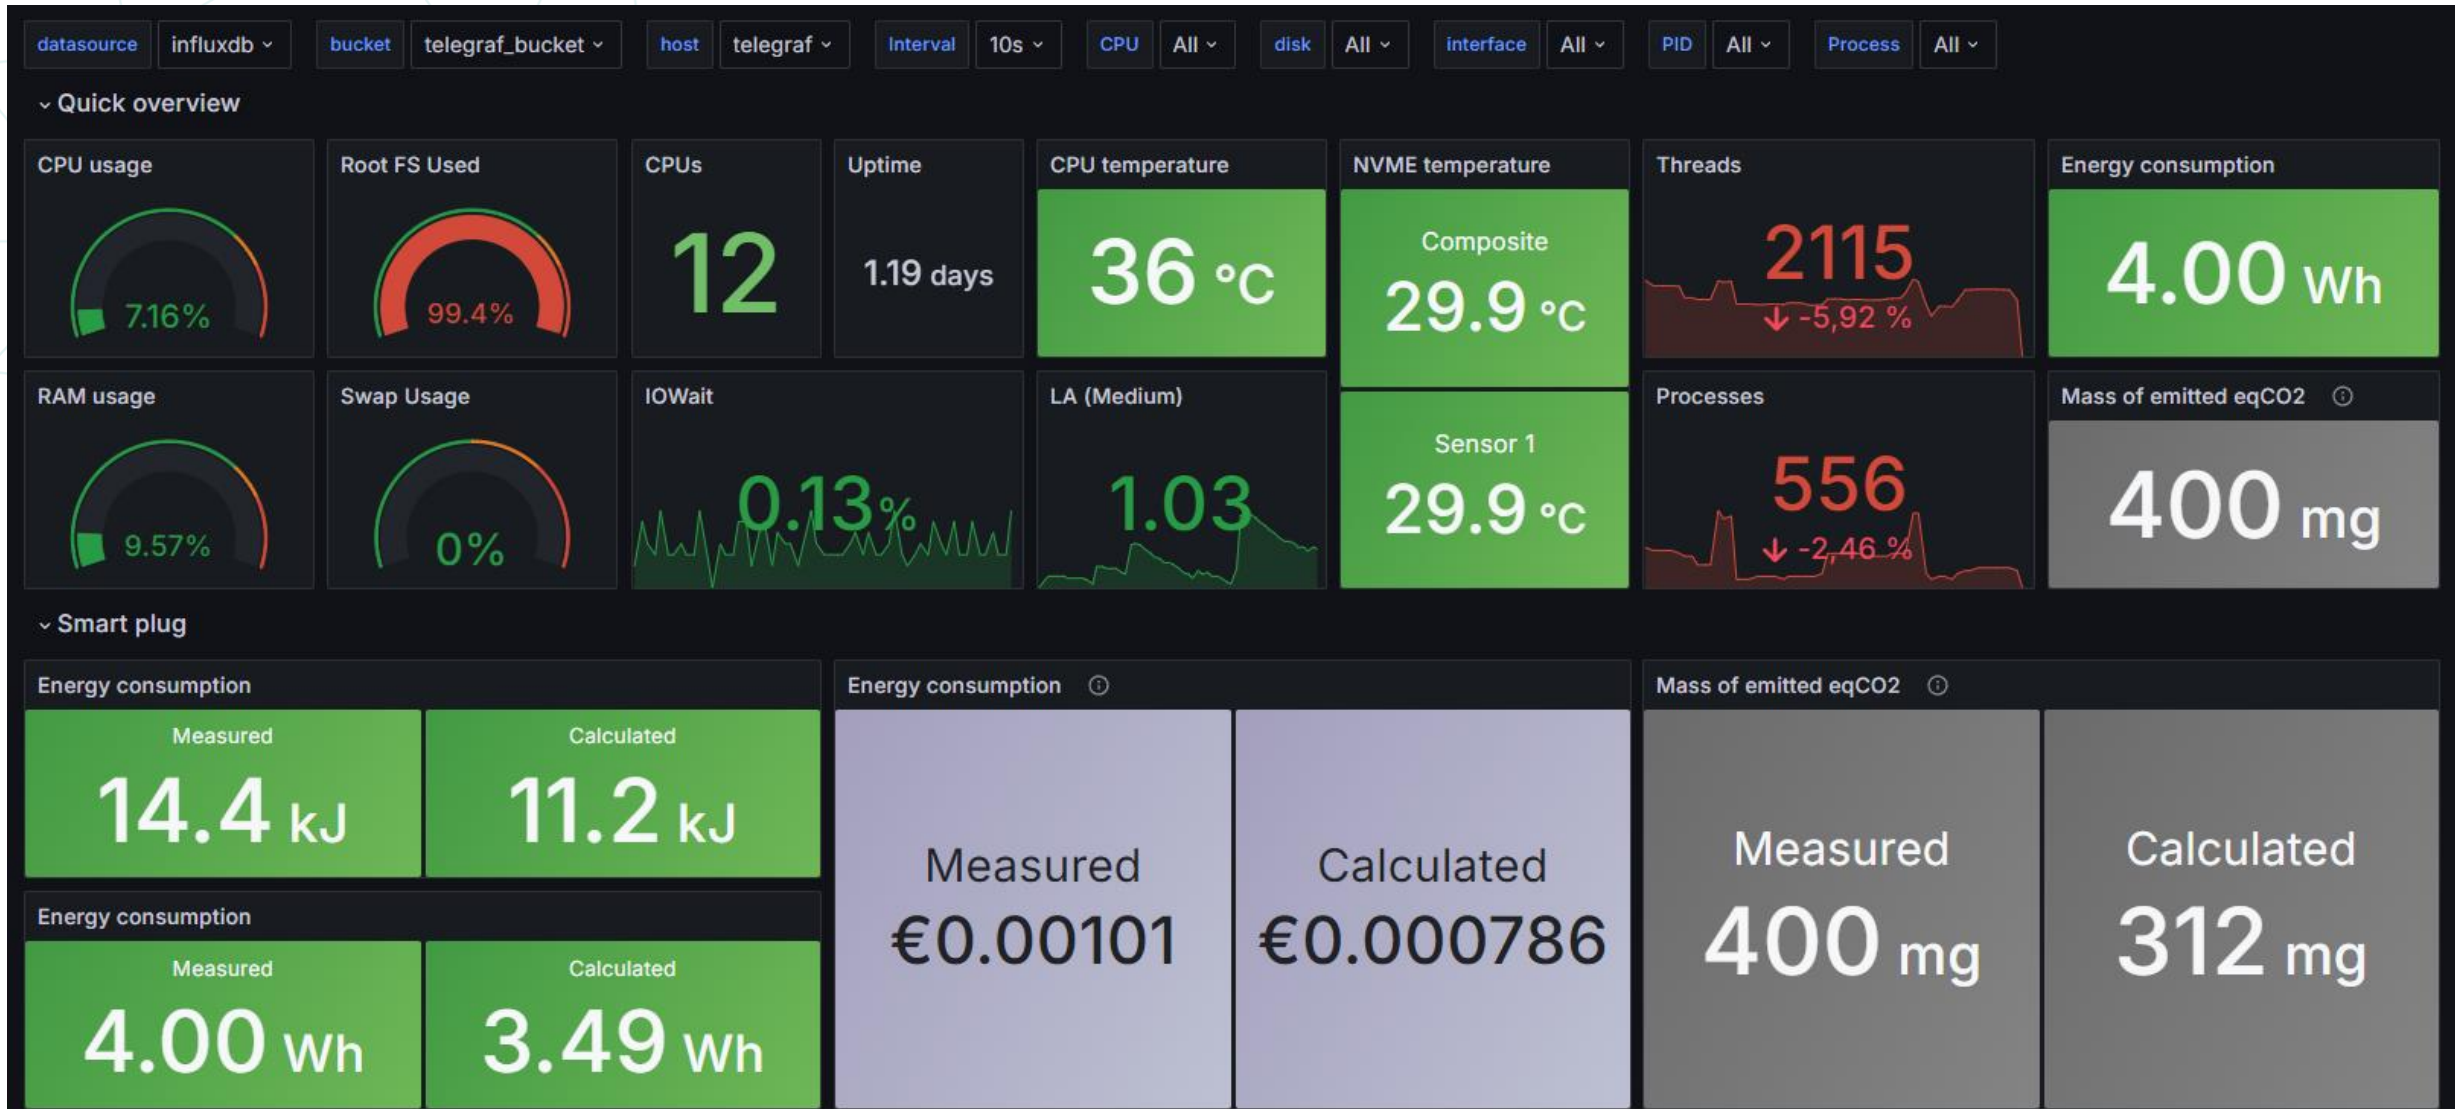 datasource influxdb bucket telegraf_bucket host telegraf Interval 10s CPU All disk All interface All PID All Process All
Quick overview
CPU usage
7.16%
Root FS Used
99.4%
CPUs
12
Uptime
1.19 days
CPU temperature
36 °C
NVME temperature
Composite
29.9 °C
Sensor 1
29.9 °C
Threads
2115
-5,92 %
Energy consumption
4.00 Wh
RAM usage
9.57%
Swap Usage
0%
IOWait
0.13%
LA (Medium)
1.03
Processes
556
-2,46 %
Mass of emitted eqCO2
400 mg
Smart plug
Energy consumption
Measured
14.4 kJ
Calculated
11.2 kJ
Energy consumption
Measured
4.00 Wh
Calculated
3.49 Wh
Energy consumption
Measured
€0.00101
Calculated
€0.000786
Mass of emitted eqCO2
Measured
400 mg
Calculated
312 mg